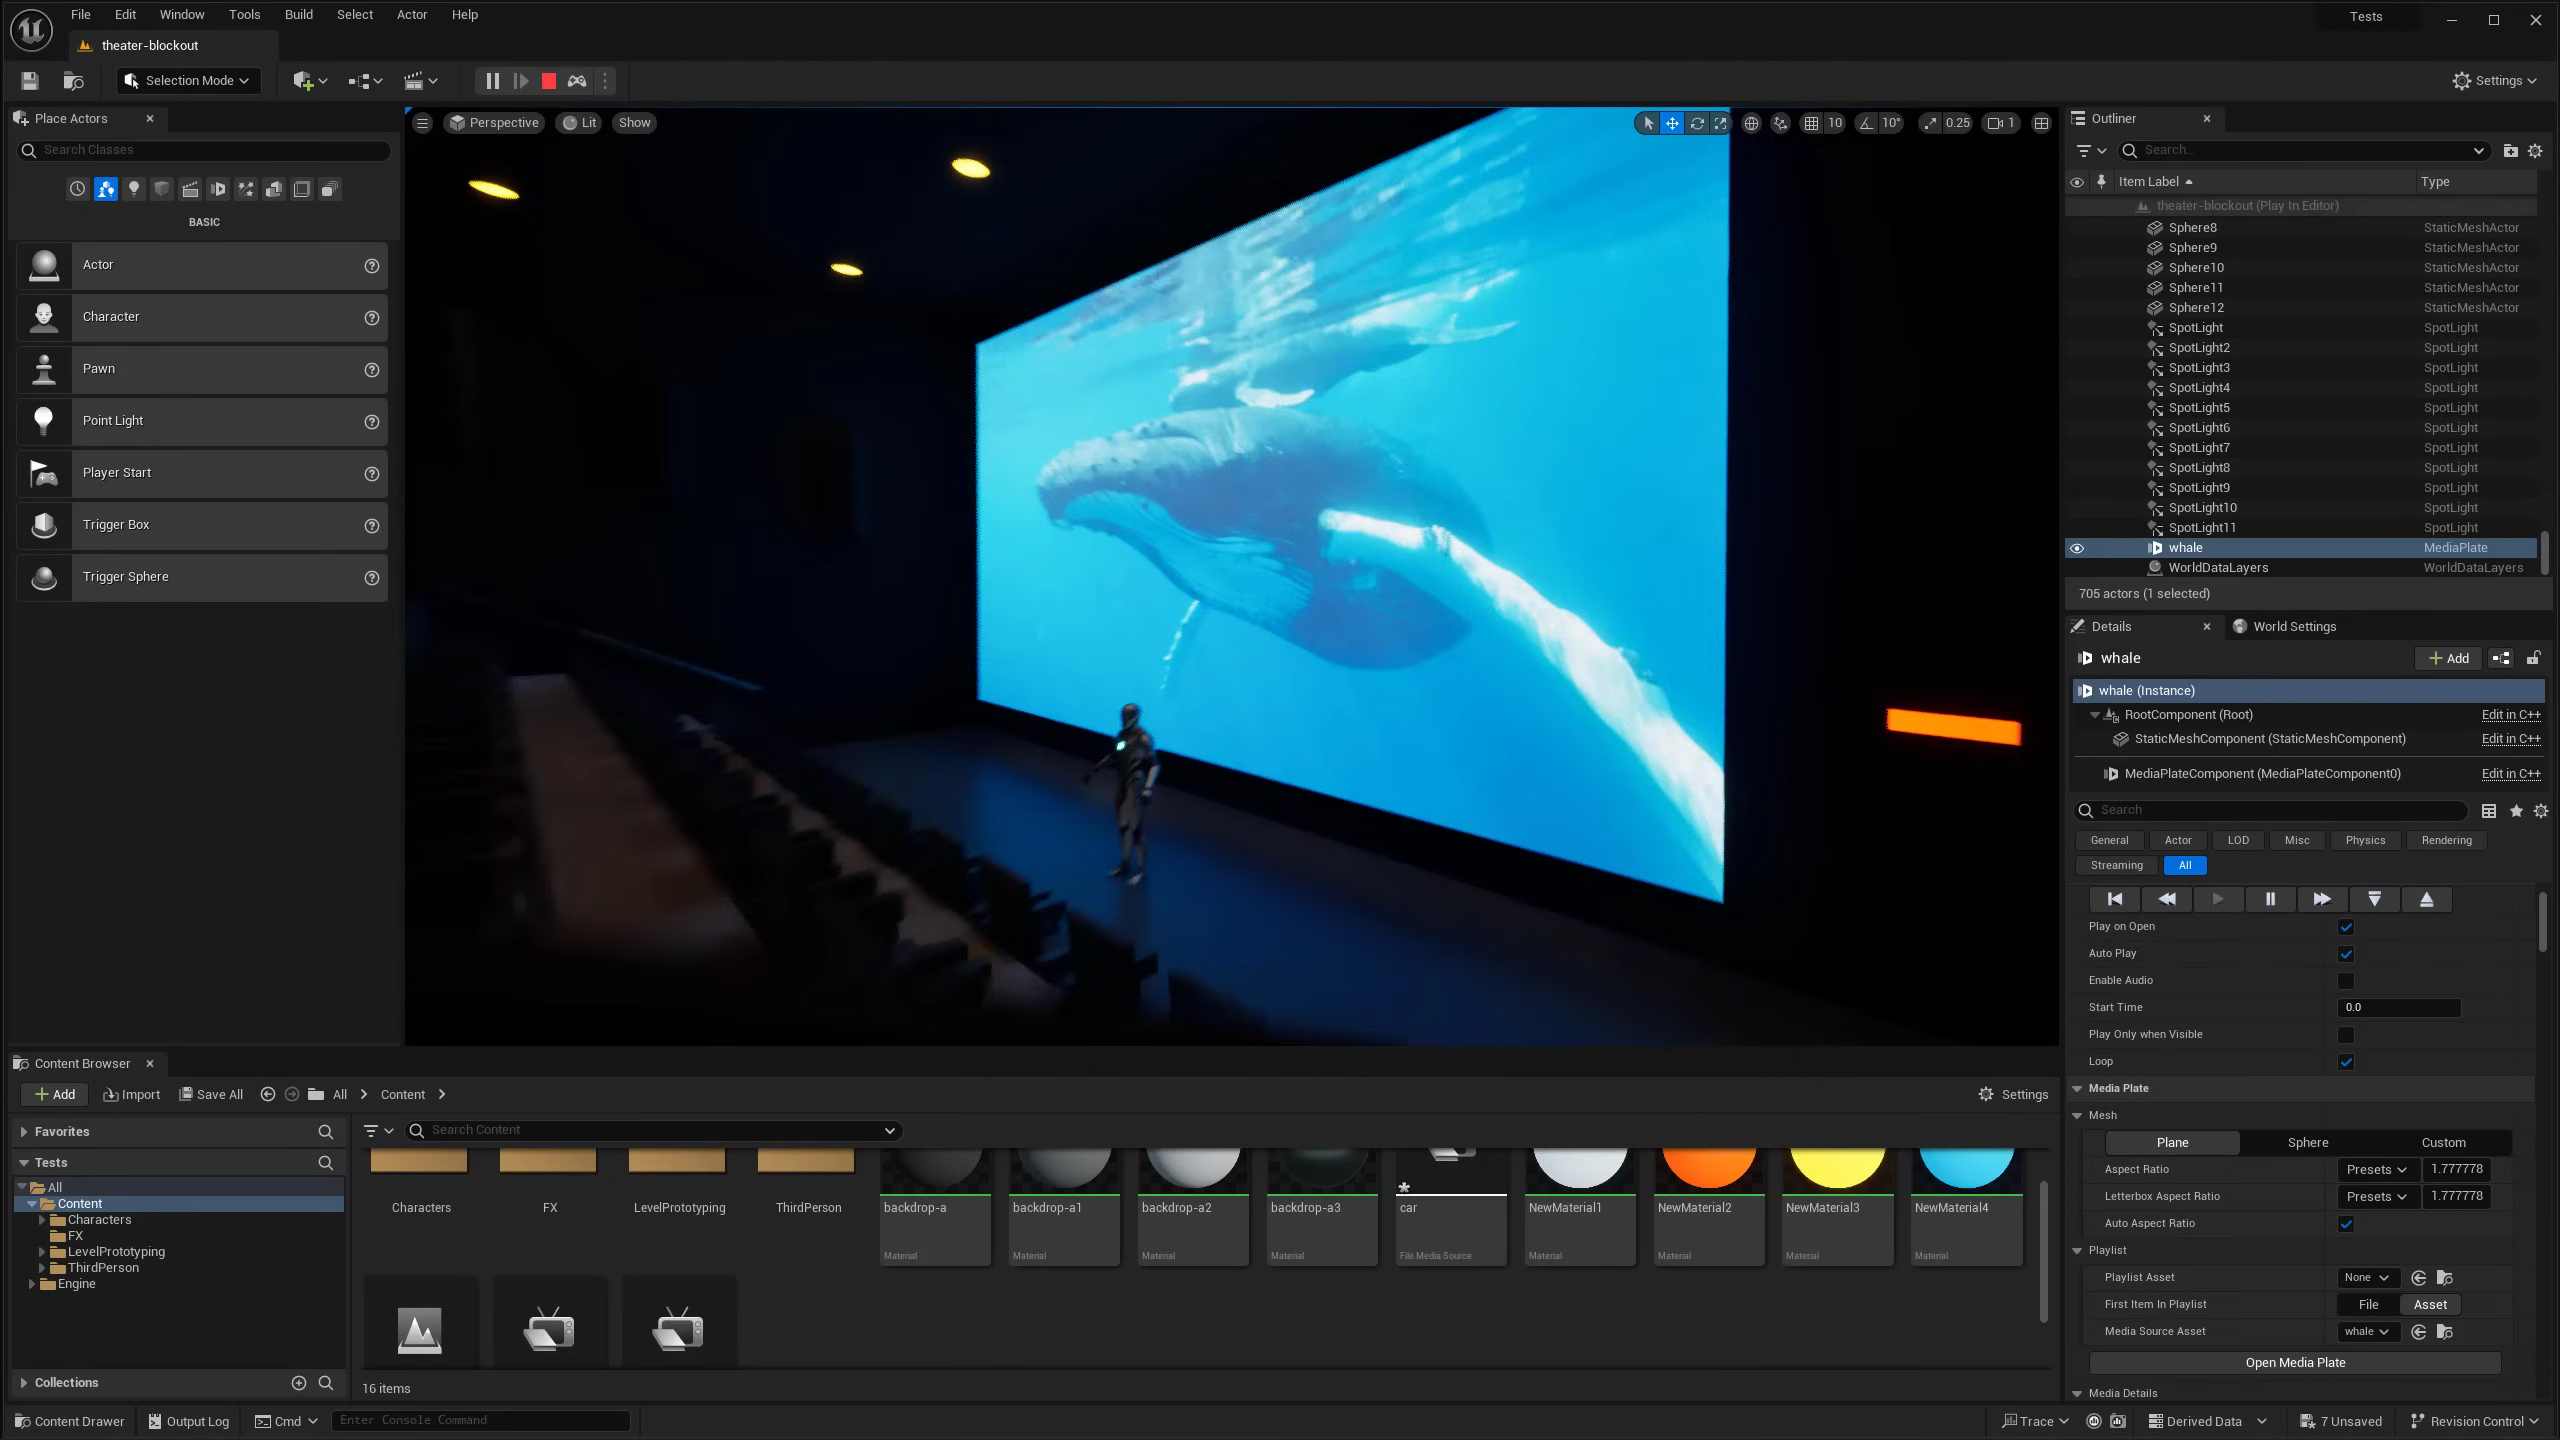 File Edit Window Tools Build Select Actor Help
Tests
theater-blockout
Selection Mode
Settings
Place Actors
Search Classes
BASIC
Actor
Character
Pawn
Point Light
Player Start
Trigger Box
Trigger Sphere
Perspective Lit Show
10 10° 0.25 1
Outliner
Search...
Item Label Type
theater-blockout (Play In Editor)
Sphere8 StaticMeshActor
Sphere9 StaticMeshActor
Sphere10 StaticMeshActor
Sphere11 StaticMeshActor
Sphere12 StaticMeshActor
SpotLight SpotLight
SpotLight2 SpotLight
SpotLight3 SpotLight
SpotLight4 SpotLight
SpotLight5 SpotLight
SpotLight6 SpotLight
SpotLight7 SpotLight
SpotLight8 SpotLight
SpotLight9 SpotLight
SpotLight10 SpotLight
SpotLight11 SpotLight
whale MediaPlate
WorldDataLayers WorldDataLayers
705 actors (1 selected)
Details World Settings
whale Add
whale (Instance)
RootComponent (Root) Edit in C++
StaticMeshComponent (StaticMeshComponent) Edit in C++
MediaPlateComponent (MediaPlateComponent0) Edit in C++
Search
General Actor LOD Misc Physics Rendering
Streaming All
Play on Open
Auto Play
Enable Audio
Start Time 0.0
Play Only when Visible
Loop
Media Plate
Mesh
Plane Sphere Custom
Aspect Ratio Presets 1.777778
Letterbox Aspect Ratio Presets 1.777778
Auto Aspect Ratio
Playlist
Playlist Asset None
First Item In Playlist File Asset
Media Source Asset whale
Open Media Plate
Media Details
Content Browser
Add Import Save All All Content Settings
Favorites
Tests
All
Content
Characters
FX
LevelPrototyping
ThirdPerson
Engine
Collections
Search Content
Characters FX LevelPrototyping ThirdPerson backdrop-a backdrop-a1 backdrop-a2 backdrop-a3 car NewMaterial1 NewMaterial2 NewMaterial3 NewMaterial4
Material Material Material Material File Media Source Material Material Material Material
16 items
Content Drawer Output Log Cmd Enter Console Command
Trace Derived Data 7 Unsaved Revision Control